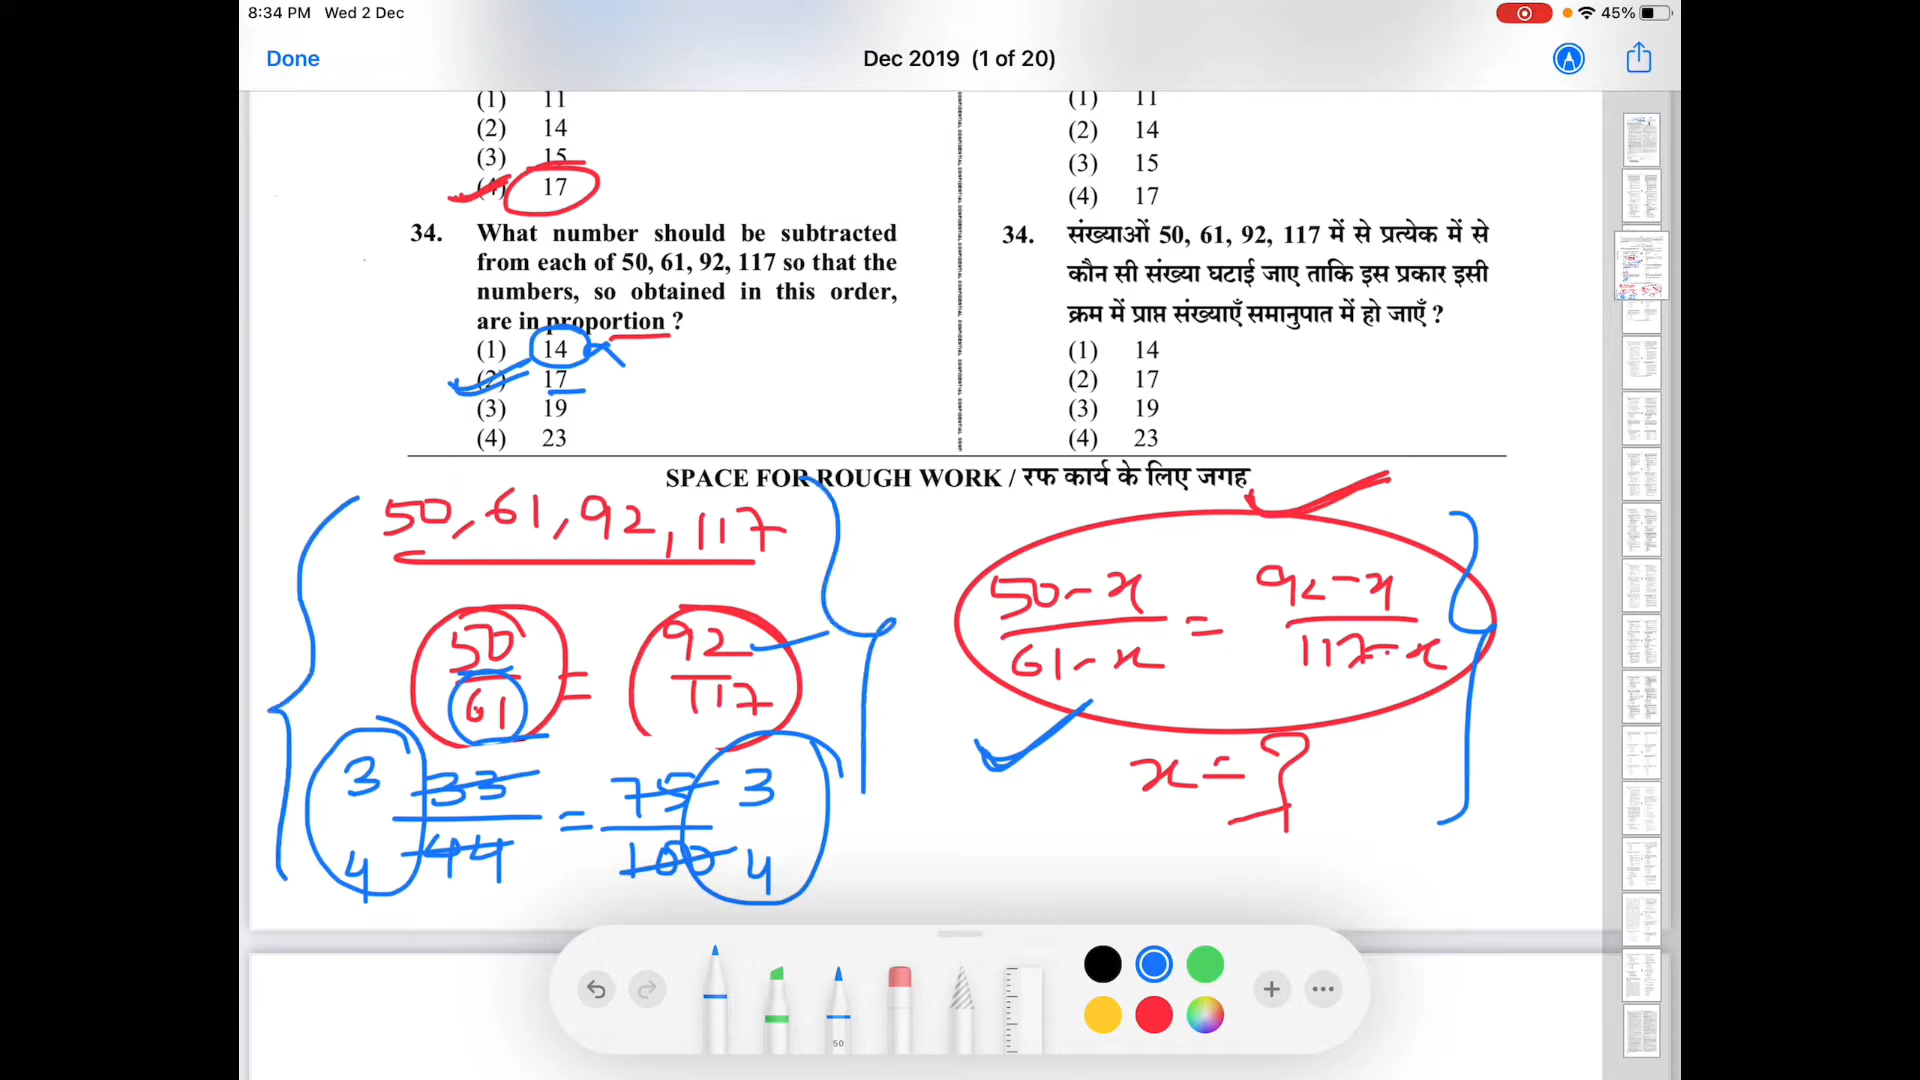 8:34 PM Wed 2 Dec
45%
Done
Dec 2019 (1 of 20)
(1) 11
(2) 14
(3) 15
(4) 17
34. What number should be subtracted
from each of 50, 61, 92, 117 so that the
numbers, so obtained in this order,
are in proportion ?
(1) 14
(2) 17
(3) 19
(4) 23
(1) 11
(2) 14
(3) 15
(4) 17
34. संख्याओं 50, 61, 92, 117 में से प्रत्येक में से
कौन सी संख्या घटाई जाए ताकि इस प्रकार इसी
क्रम में प्राप्त संख्याएँ समानुपात में हो जाएँ ?
(1) 14
(2) 17
(3) 19
(4) 23
SPACE FOR ROUGH WORK / रफ कार्य के लिए जगह
50, 61, 92, 117
50 = 92
61 117
3 33 = 75 3
4 44 100 4
50-x = 92-x
61-x 117-x
x = ?
50